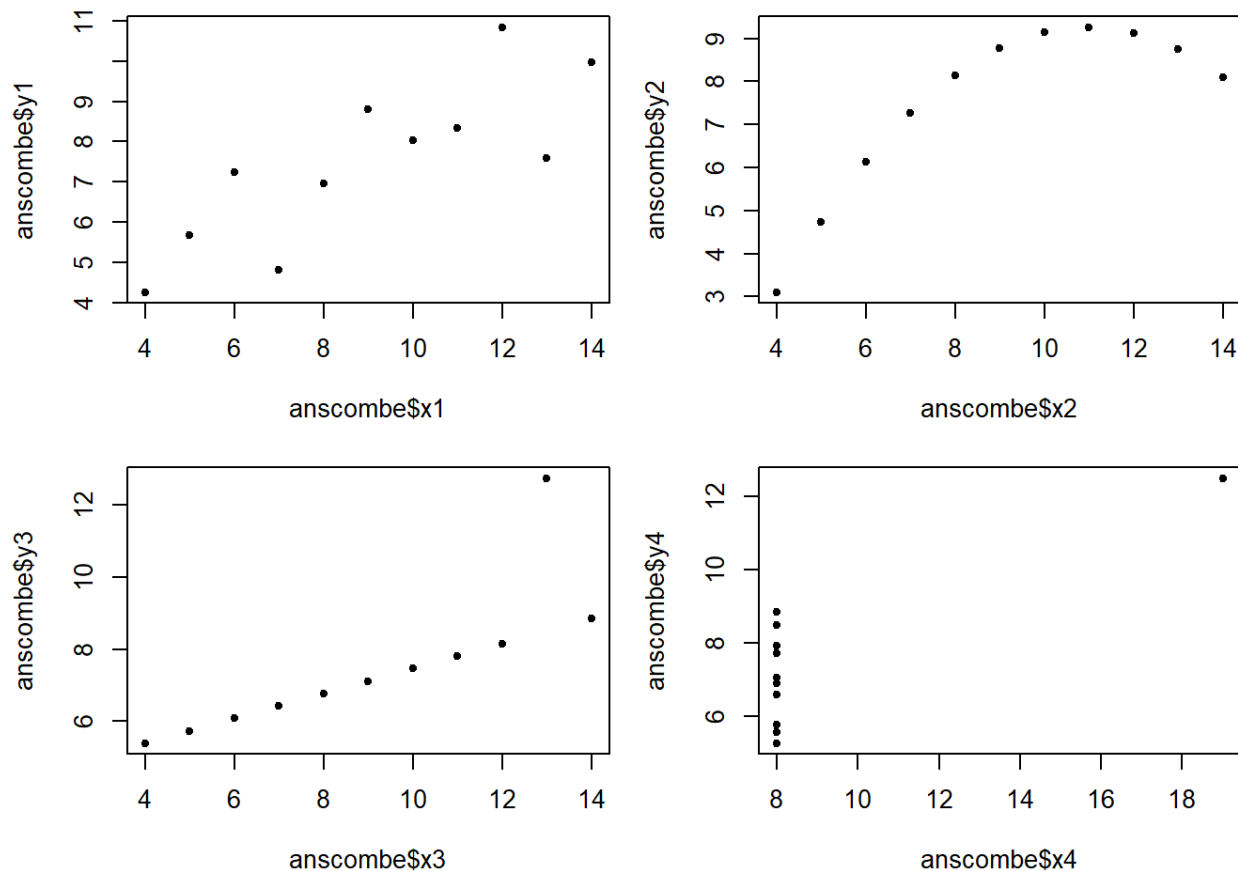 anscombe$y1
4 5 6 7 8 9 11
4 6 8 10 12 14
anscombe$x1
anscombe$y2
3 4 5 6 7 8 9
4 6 8 10 12 14
anscombe$x2
anscombe$y3
6 8 10 12
4 6 8 10 12 14
anscombe$x3
anscombe$y4
6 8 10 12
8 10 12 14 16 18
anscombe$x4